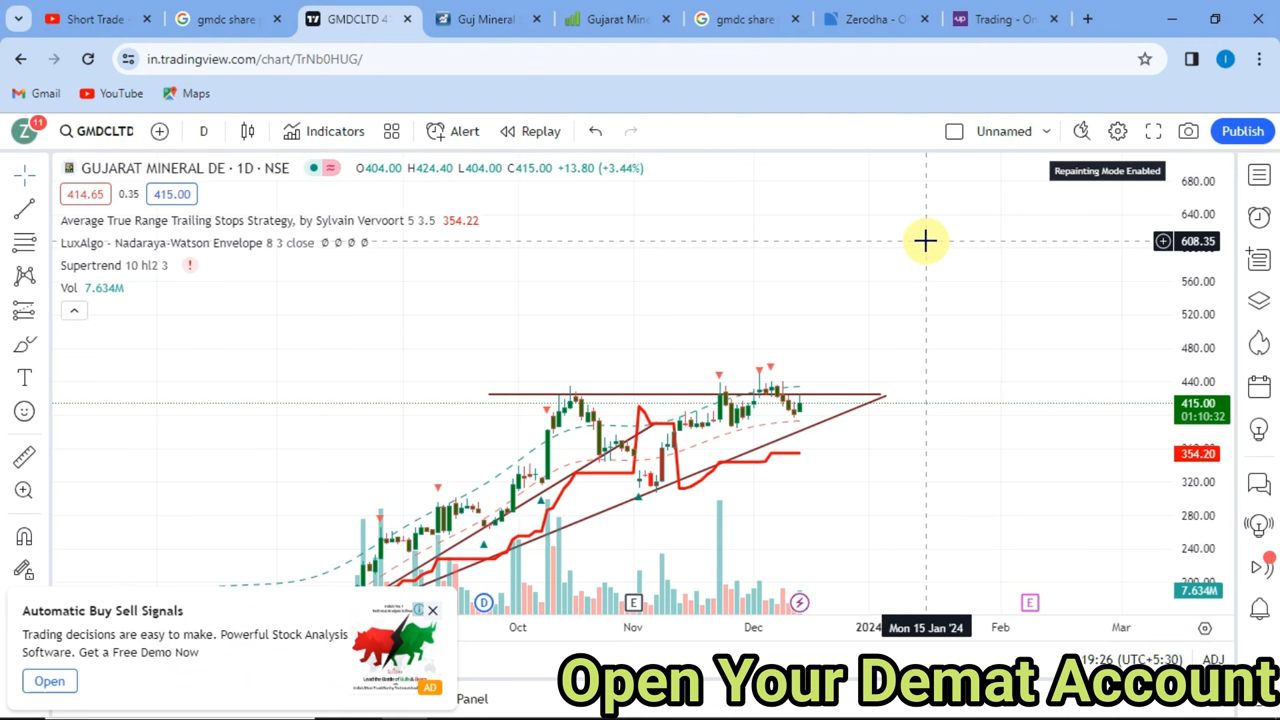 Short Trade
gmdc share
GMDCLTD 4
Guj Mineral
Gujarat Mineral
gmdc share
Zerodha - O
Trading - On
in.tradingview.com/chart/TrNb0HUG/
I
Gmail
YouTube
Maps
Z
11
GMDCLTD
D
Indicators
Alert
Replay
Unnamed
Publish
GUJARAT MINERAL DE · 1D · NSE
O404.00 H424.40 L404.00 C415.00 +13.80 (+3.44%)
Repainting Mode Enabled
414.65
0.35
415.00
Average True Range Trailing Stops Strategy, by Sylvain Vervoort 5 3.5 354.22
LuxAlgo - Nadaraya-Watson Envelope 8 3 close Ø Ø Ø Ø
Supertrend 10 hl2 3
Vol 7.634M
680.00
640.00
608.35
560.00
520.00
480.00
440.00
415.00
01:10:32
354.20
320.00
280.00
240.00
200.00
7.634M
D
E
E
Oct
Nov
Dec
2024
Mon 15 Jan '24
Feb
Mar
Automatic Buy Sell Signals
Trading decisions are easy to make. Powerful Stock Analysis
Software. Get a Free Demo Now
Open
AD
(UTC+5:30)
ADJ
Panel
Open Your Demat Account